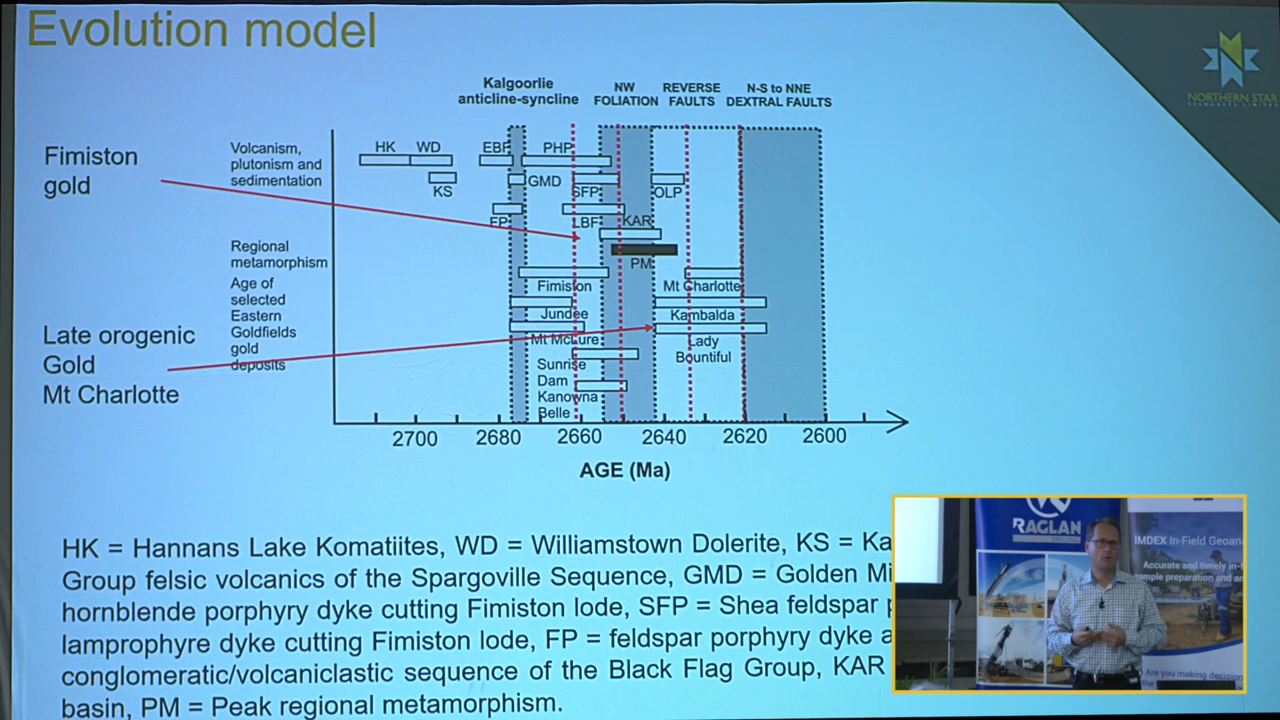 Evolution model
NORTHERN STAR
Kalgoorlie
anticline-syncline
NW
FOLIATION
REVERSE
FAULTS
N-S to NNE
DEXTRAL FAULTS
Fimiston
gold
Volcanism,
plutonism and
sedimentation
HK
WD
KS
EBF
PHP
GMD
SFP
OLP
FP
LBF
KAR
Regional
metamorphism
PM
Age of
selected
Eastern
Goldfields
gold
deposits
Fimiston
Mt Charlotte
Jundee
Kambalda
Mt McLure
Lady
Bountiful
Sunrise
Dam
Kanowna
Belle
Late orogenic
Gold
Mt Charlotte
2700 2680 2660 2640 2620 2600
AGE (Ma)
HK = Hannans Lake Komatiites, WD = Williamstown Dolerite, KS = Ka
Group felsic volcanics of the Spargoville Sequence, GMD = Golden Mi
hornblende porphyry dyke cutting Fimiston lode, SFP = Shea feldspar
lamprophyre dyke cutting Fimiston lode, FP = feldspar porphyry dyke a
conglomeratic/volcaniclastic sequence of the Black Flag Group, KAR
basin, PM = Peak regional metamorphism.
RAGLAN
DRILLING
IMDEX In-Field Geoana
Accurate and timely in-f
sample preparation and an
Are you making decision
the